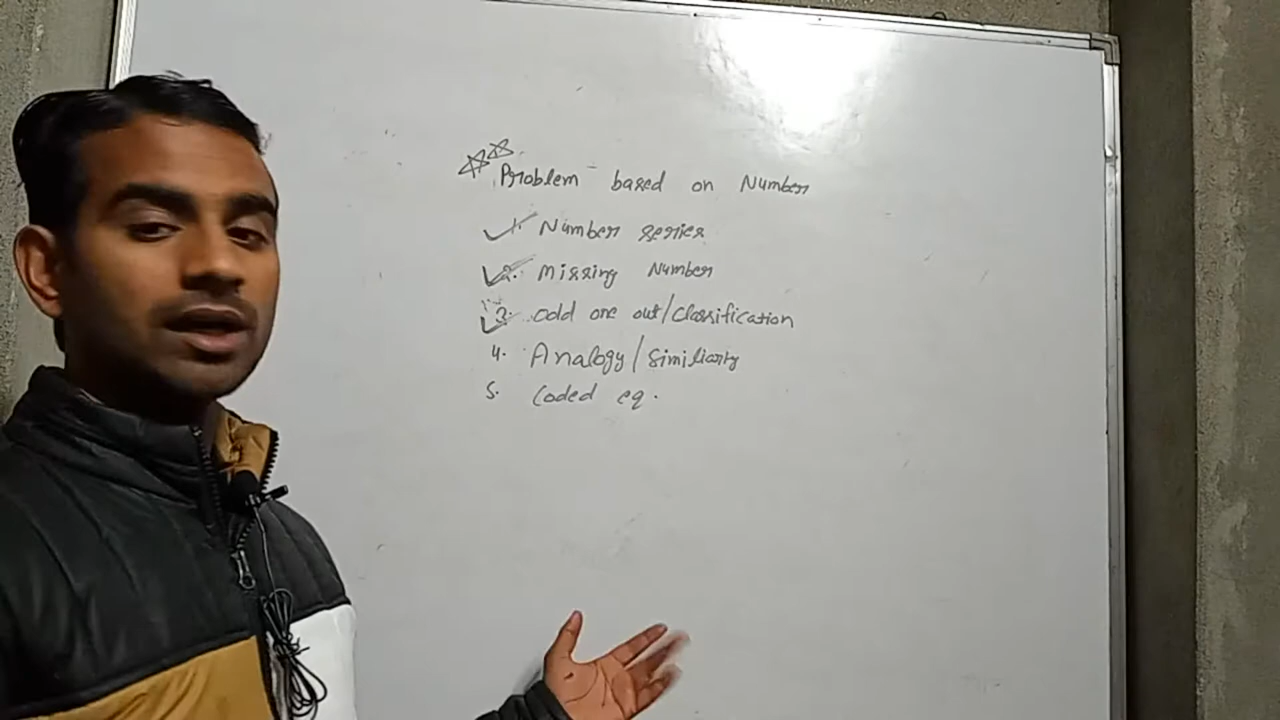 Problem based on Number
1. Number series
2. Missing Number
3. Odd one out/Classification
4. Analogy/Similiarity
5. Coded eq.